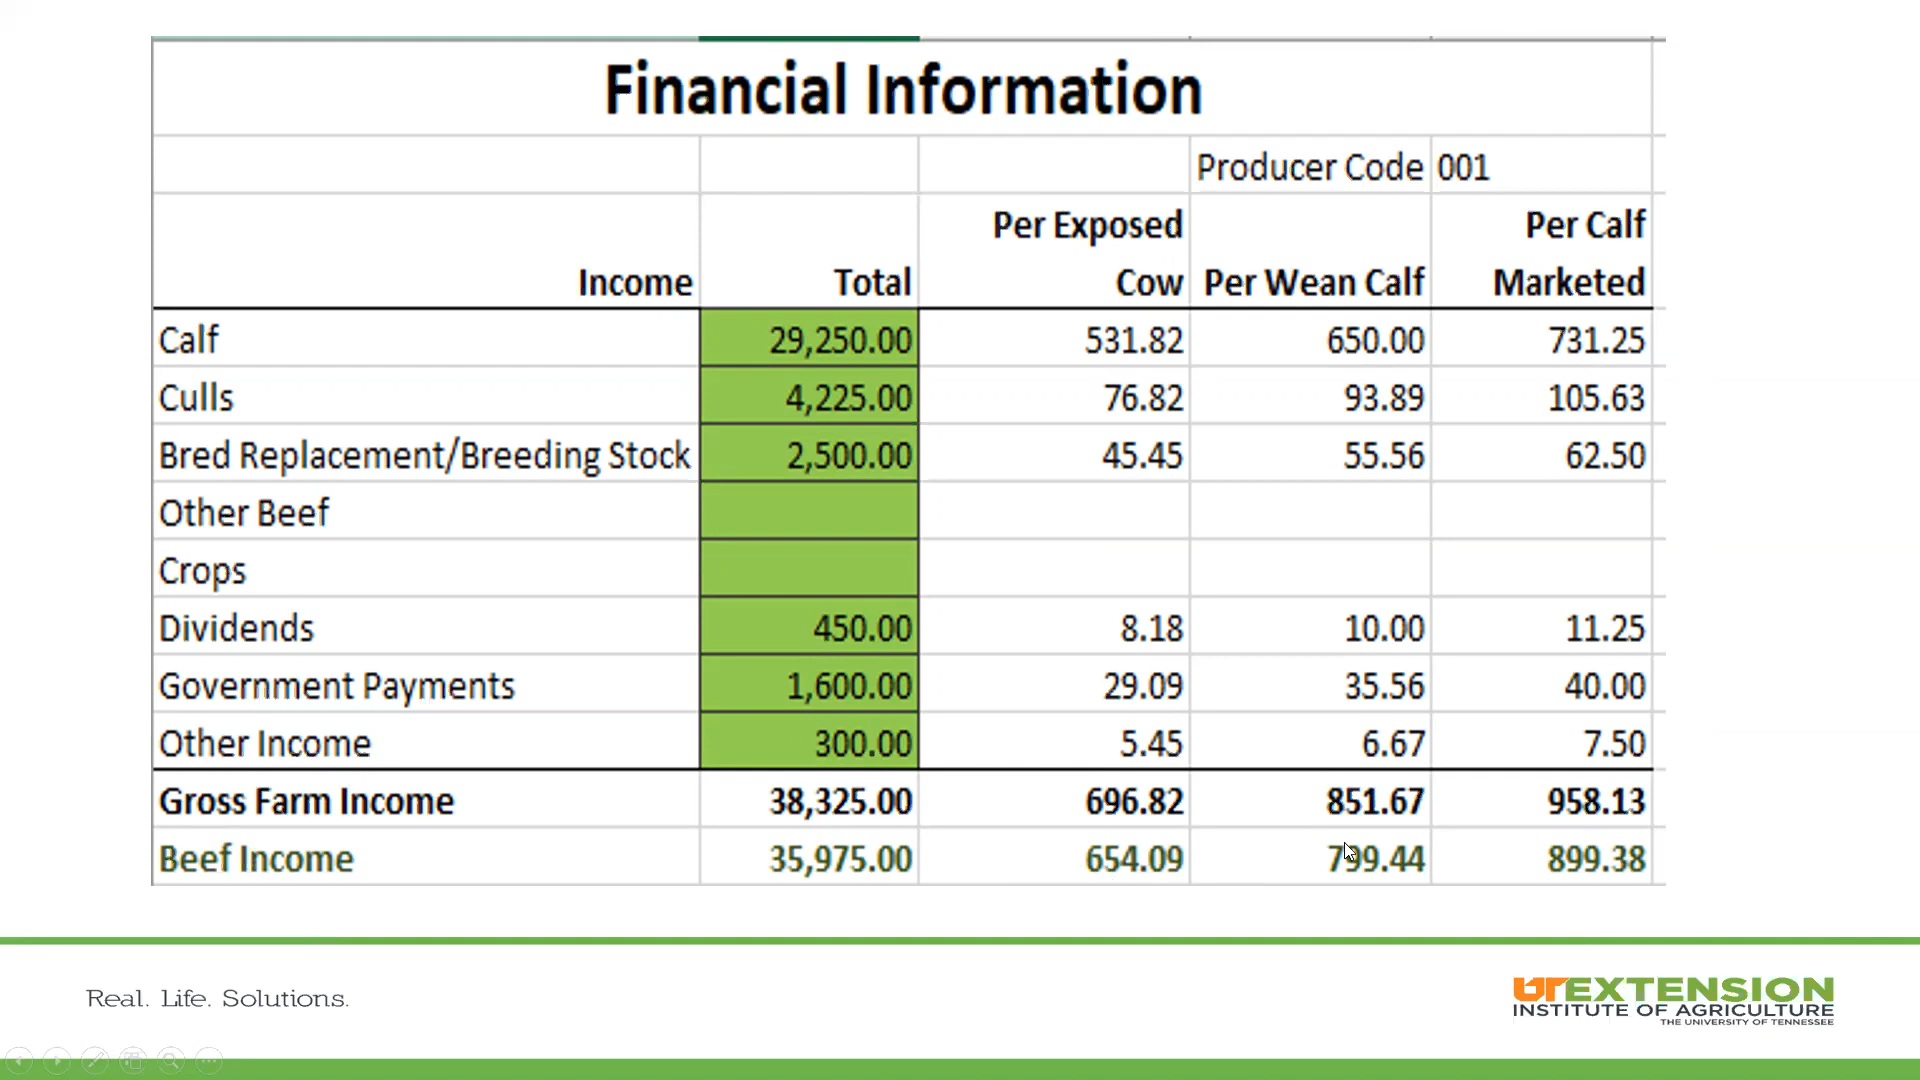 Financial Information
Producer Code 001
Per Exposed Per Calf
Income Total Cow Per Wean Calf Marketed
Calf 29,250.00 531.82 650.00 731.25
Culls 4,225.00 76.82 93.89 105.63
Bred Replacement/Breeding Stock 2,500.00 45.45 55.56 62.50
Other Beef
Crops
Dividends 450.00 8.18 10.00 11.25
Government Payments 1,600.00 29.09 35.56 40.00
Other Income 300.00 5.45 6.67 7.50
Gross Farm Income 38,325.00 696.82 851.67 958.13
Beef Income 35,975.00 654.09 799.44 899.38
Real. Life. Solutions.
UTEXTENSION
INSTITUTE OF AGRICULTURE
THE UNIVERSITY OF TENNESSEE